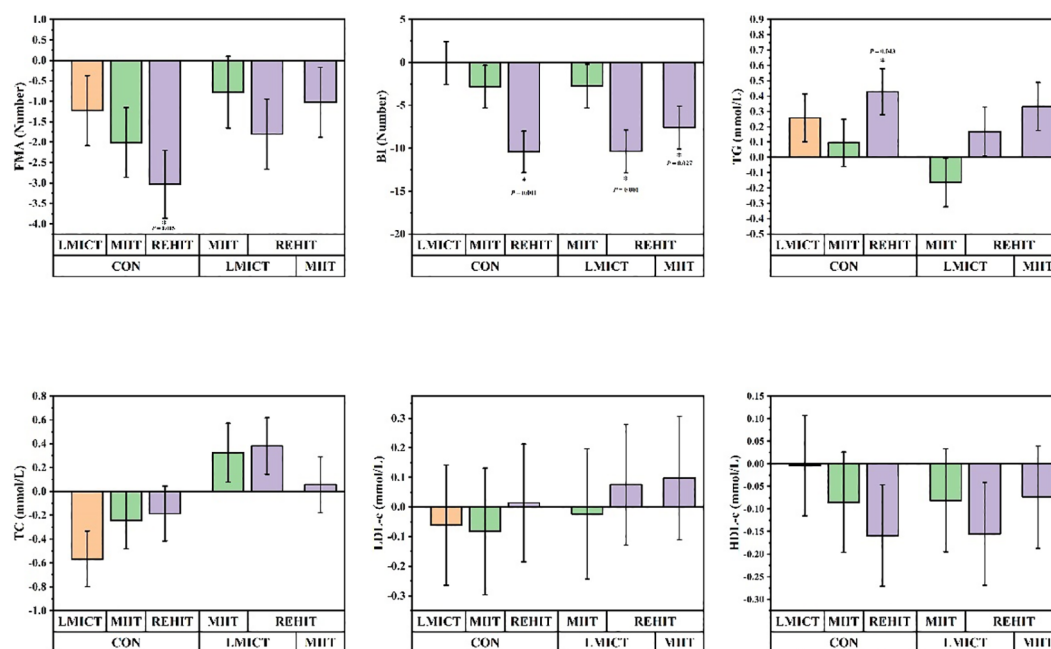 FMA (Number)
1.0
0.5
0.0
-0.5
-1.0
-1.5
-2.0
-2.5
-3.0
-3.5
-4.0
*
LMICT MIIT REHIT MIIT REHIT
CON LMICT MIIT
BI (Number)
5
0
-5
-10
-15
-20
* * *
P = 0.001
P = 0.027
LMICT MIIT REHIT MIIT REHIT
CON LMICT MIIT
TG (mmol/L)
0.9
0.8
0.7
0.6
0.5
0.4
0.3
0.2
0.1
0.0
-0.1
-0.2
-0.3
-0.4
-0.5
P = 0.043
*
LMICT MIIT REHIT MIIT REHIT
CON LMICT MIIT
TC (mmol/L)
0.8
0.6
0.4
0.2
0.0
-0.2
-0.4
-0.6
-0.8
-1.0
LMICT MIIT REHIT MIIT REHIT
CON LMICT MIIT
LDL-c (mmol/L)
0.3
0.2
0.1
0.0
-0.1
-0.2
-0.3
LMICT MIIT REHIT MIIT REHIT
CON LMICT MIIT
HDL-c (mmol/L)
0.15
0.10
0.05
0.00
-0.05
-0.10
-0.15
-0.20
-0.25
-0.30
LMICT MIIT REHIT MIIT REHIT
CON LMICT MIIT